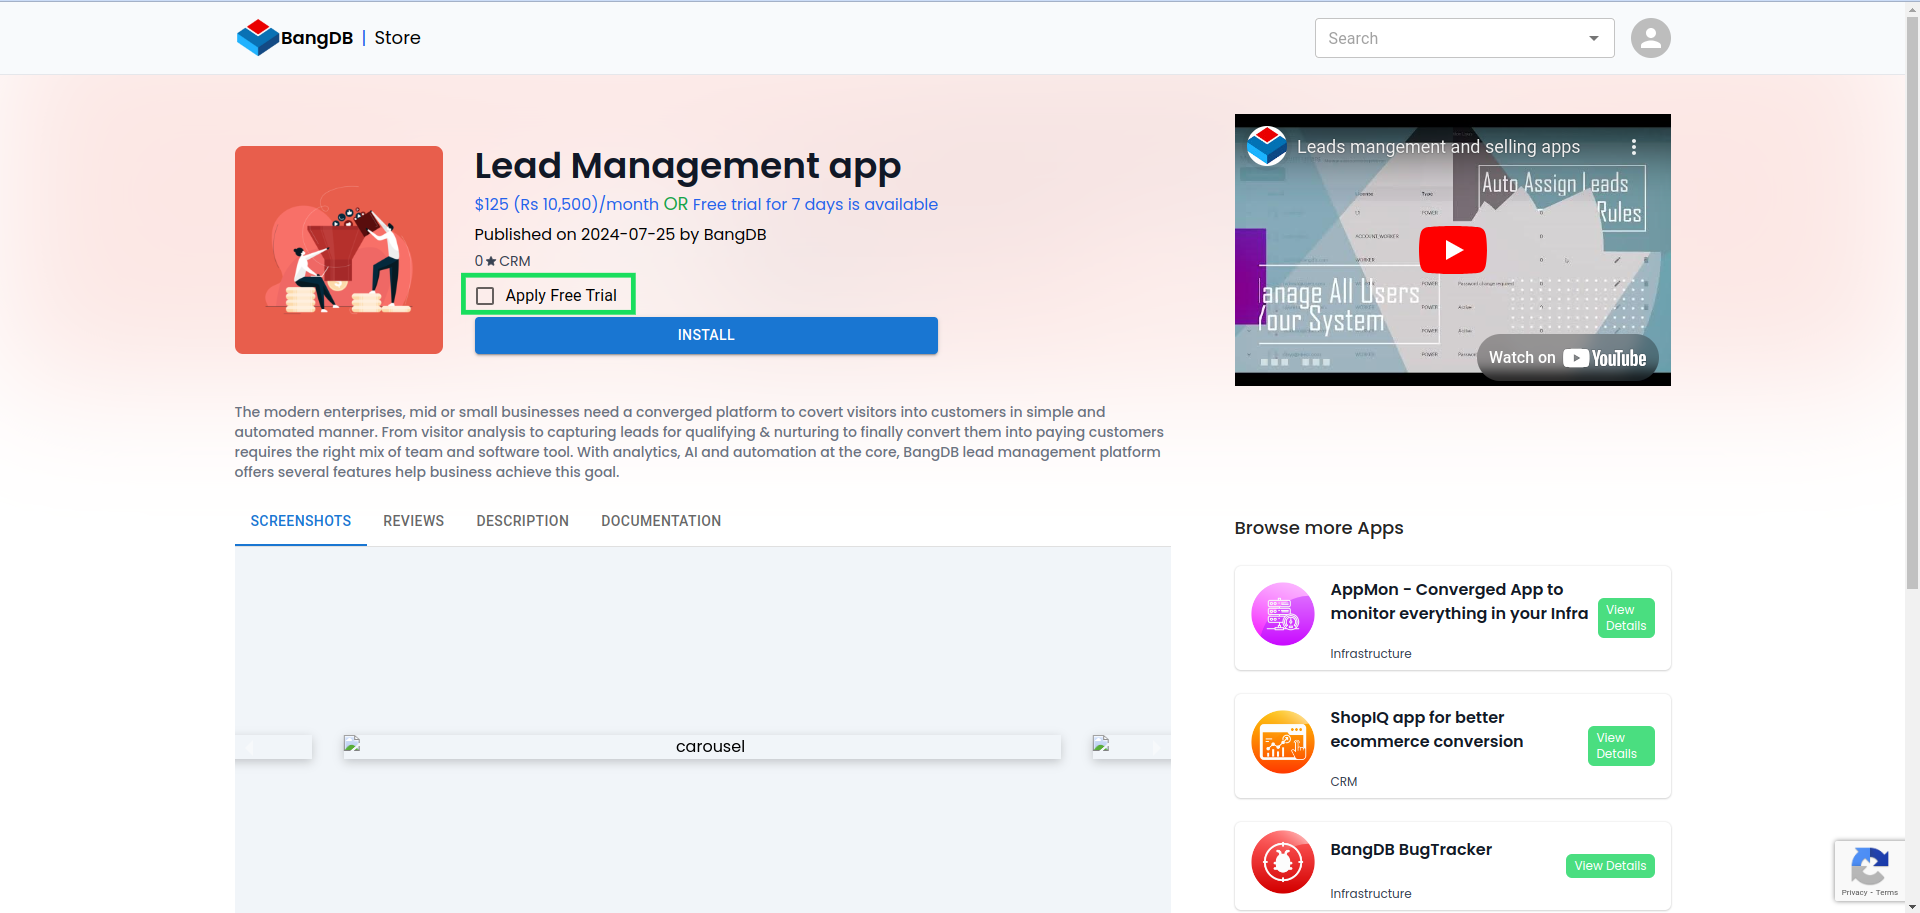 BangDB | Store
Search
Lead Management app
$125 (Rs 10,500)/month OR Free trial for 7 days is available
Published on 2024-07-25 by BangDB
0★CRM
Apply Free Trial
INSTALL
Leads mangement and selling apps
Auto Assign Leads
Rules
anage All Users
Your System
Watch on YouTube
The modern enterprises, mid or small businesses need a converged platform to covert visitors into customers in simple and
automated manner. From visitor analysis to capturing leads for qualifying & nurturing to finally convert them into paying customers
requires the right mix of team and software tool. With analytics, AI and automation at the core, BangDB lead management platform
offers several features help business achieve this goal.
SCREENSHOTS REVIEWS DESCRIPTION DOCUMENTATION
carousel
Browse more Apps
AppMon - Converged App to
monitor everything in your Infra
View
Details
Infrastructure
ShopIQ app for better
ecommerce conversion
View
Details
CRM
BangDB BugTracker
View Details
Infrastructure
Privacy - Terms